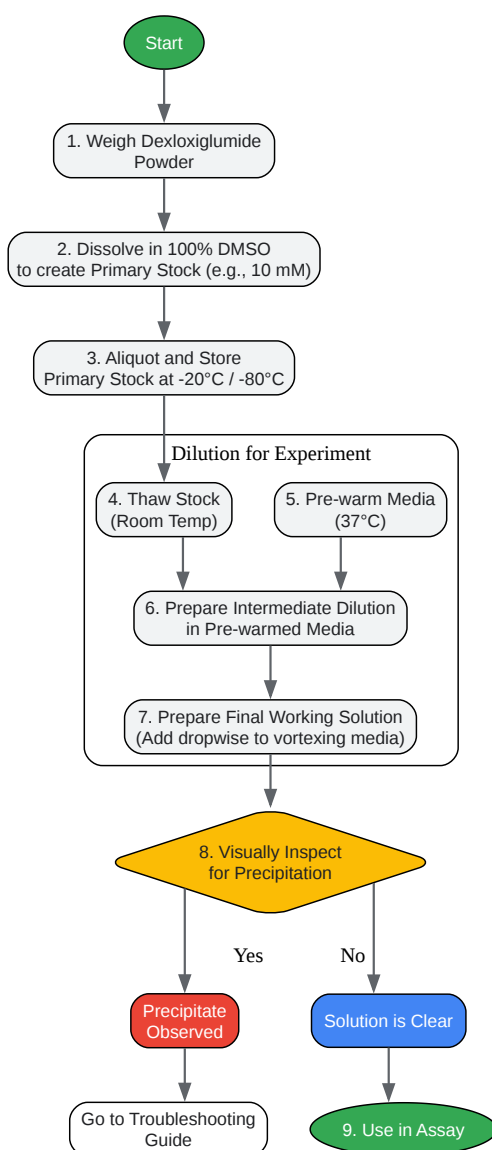 Start
1. Weigh Dexloxiglumide
Powder
2. Dissolve in 100% DMSO
to create Primary Stock (e.g., 10 mM)
3. Aliquot and Store
Primary Stock at -20°C / -80°C
Dilution for Experiment
4. Thaw Stock
(Room Temp)
5. Pre-warm Media
(37°C)
6. Prepare Intermediate Dilution
in Pre-warmed Media
7. Prepare Final Working Solution
(Add dropwise to vortexing media)
8. Visually Inspect
for Precipitation
Yes
No
Precipitate
Observed
Solution is Clear
Go to Troubleshooting
Guide
9. Use in Assay